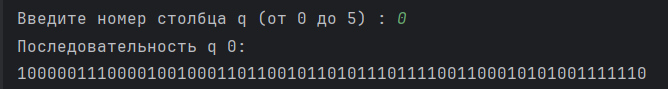 Введите номер столбца q (от 0 до 5) : 0
Последовательность q 0:
100000111000010010001101100101101011101111001100010101001111110